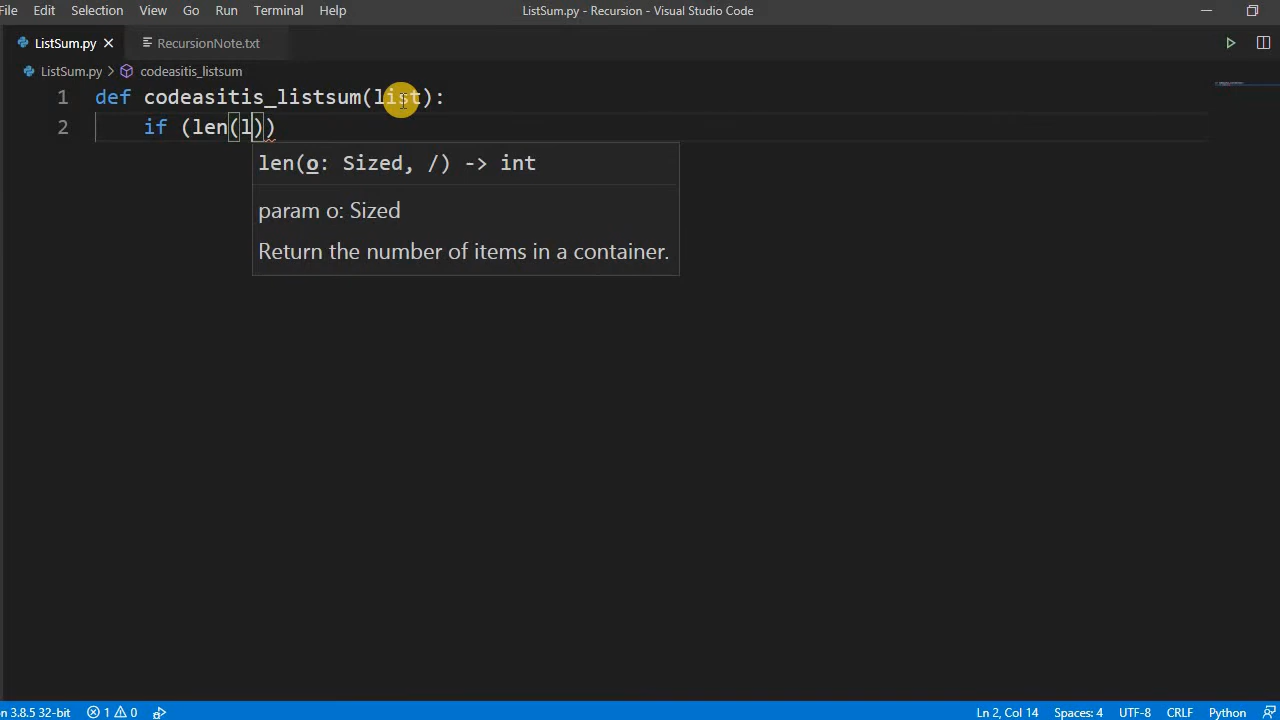 File Edit Selection View Go Run Terminal Help ListSum.py - Recursion - Visual Studio Code
ListSum.py RecursionNote.txt
ListSum.py > codeasitis_listsum
1 def codeasitis_listsum(list):
2 if (len(l))
len(o: Sized, /) -> int
param o: Sized
Return the number of items in a container.
n 3.8.5 32-bit 1 0 Ln 2, Col 14 Spaces: 4 UTF-8 CRLF Python